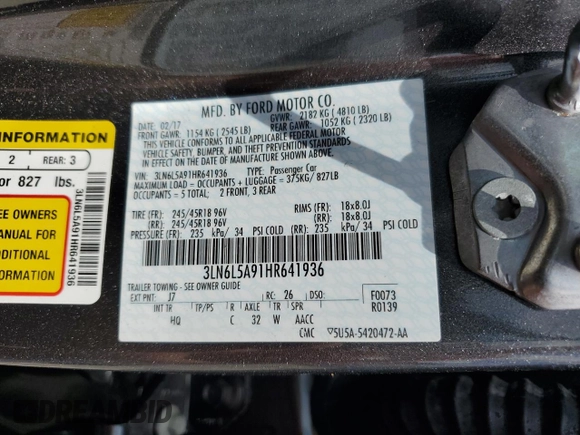 MFD. BY FORD MOTOR CO.
DATE: 02/17 GVWR: 2182 KG ( 4810 LB)
FRONT GAWR: 1154 KG ( 2545 LB) REAR GAWR: 1052 KG ( 2320 LB)
THIS VEHICLE CONFORMS TO ALL APPLICABLE FEDERAL MOTOR
VEHICLE SAFETY, BUMPER, AND THEFT PREVENTION STANDARDS
IN EFFECT ON THE DATE OF MANUFACTURE SHOWN ABOVE.
VIN: 3LN6L5A91HR641936 TYPE: Passenger Car
MAXIMUM LOAD = OCCUPANTS + LUGGAGE = 375KG/ 827LB
OCCUPANTS = 5 TOTAL: 2 FRONT, 3 REAR
TIRE (FR): 245/45R18 96V RIMS (FR): 18x8.0J
(RR): 245/45R18 96V (RR): 18x8.0J
PRESSURE (FR): 235 kPa/ 34 PSI COLD (RR): 235 kPa/ 34 PSI COLD
3LN6L5A91HR641936
TRAILER TOWING - SEE OWNER GUIDE
EXT PNT: J7 RC: 26 DSO: F0073
R0139
INT TR TP/PS R AXLE TR SPR
HQ C 32 W AACC
CMC ▽5U5A-5420472-AA
INFORMATION
2 REAR: 3
or 827 lbs.
EE OWNERS
MANUAL FOR
ADDITIONAL
FORMATION
3LN6L5A91HR641936
DREAMBID